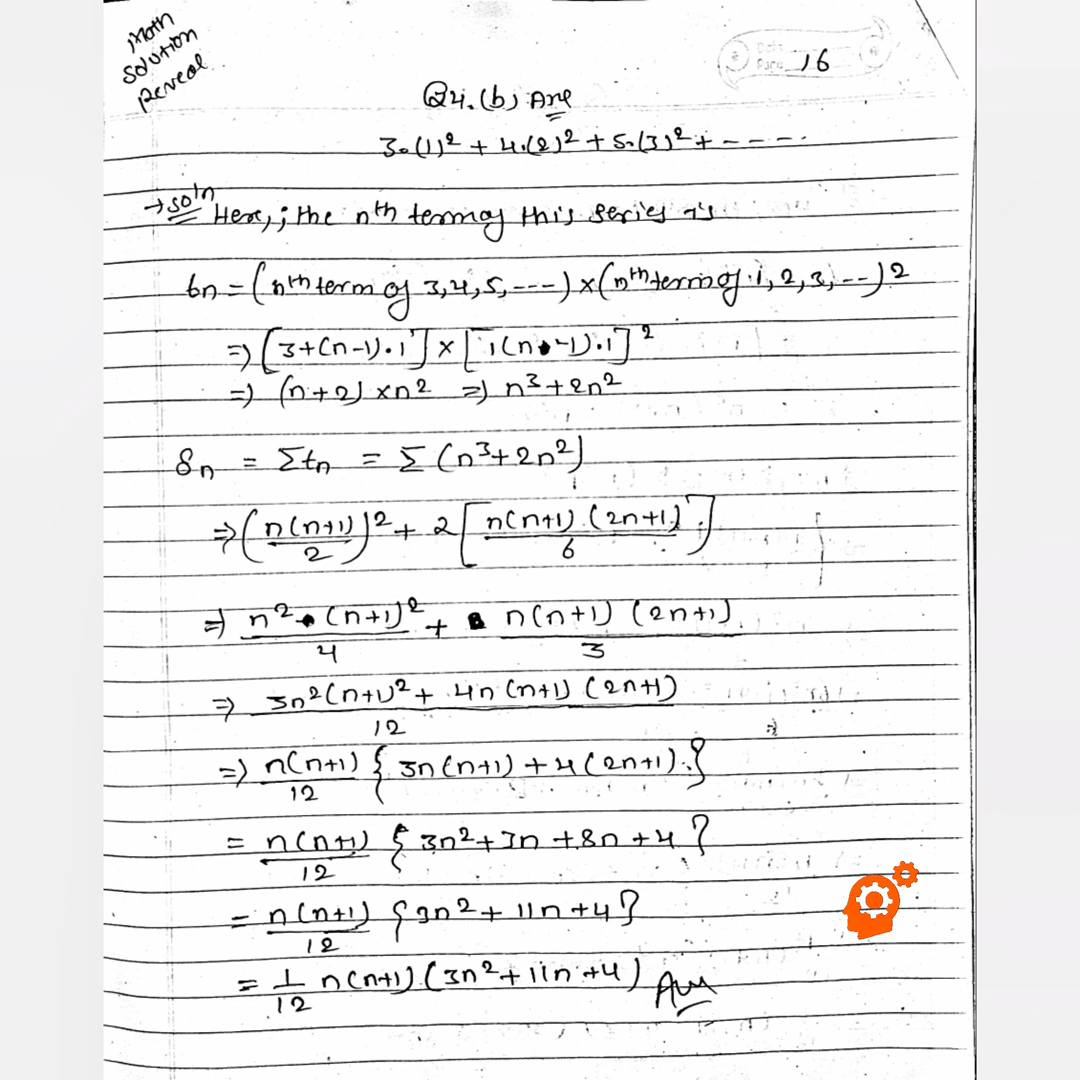 Math
solution
Reveal
16
Q4.(b) Ans
3.(1)² + 4.(2)² + 5.(3)² + - - - -
→ soln Here, ; the nth term of this series is
tn = (nth term of 3,4,5,---) × (nth term of 1,2,3,--)²
⇒ [3+(n-1)·1] × [1(n-1)·1]²
⇒ (n+2) × n² ⇒ n³+2n²
Sn = Σtn = Σ (n³+2n²)
⇒ (n(n+1)/2)² + 2[n(n+1)(2n+1)/6]
⇒ n²·(n+1)²/4 + n(n+1)(2n+1)/3
⇒ 3n²(n+1)² + 4n(n+1)(2n+1)/12
⇒ n(n+1)/12 {3n(n+1)+4(2n+1)}
= n(n+1)/12 {3n²+3n+8n+4}
= n(n+1)/12 {3n²+11n+4}
= 1/12 n(n+1)(3n²+11n+4) Ans